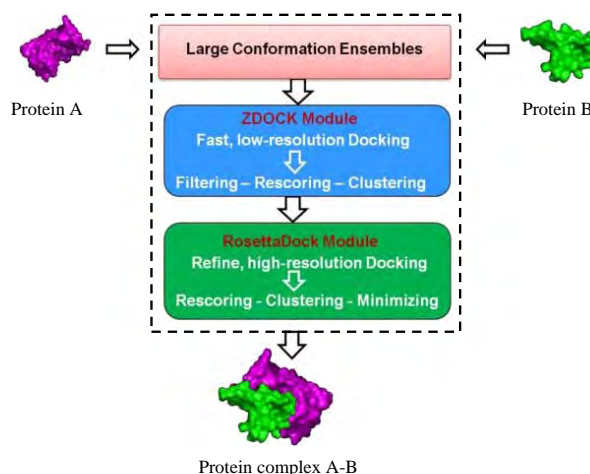 Large Conformation Ensembles
Protein A
Protein B
ZDOCK Module
Fast, low-resolution Docking
Filtering – Rescoring – Clustering
RosettaDock Module
Refine, high-resolution Docking
Rescoring - Clustering - Minimizing
Protein complex A-B